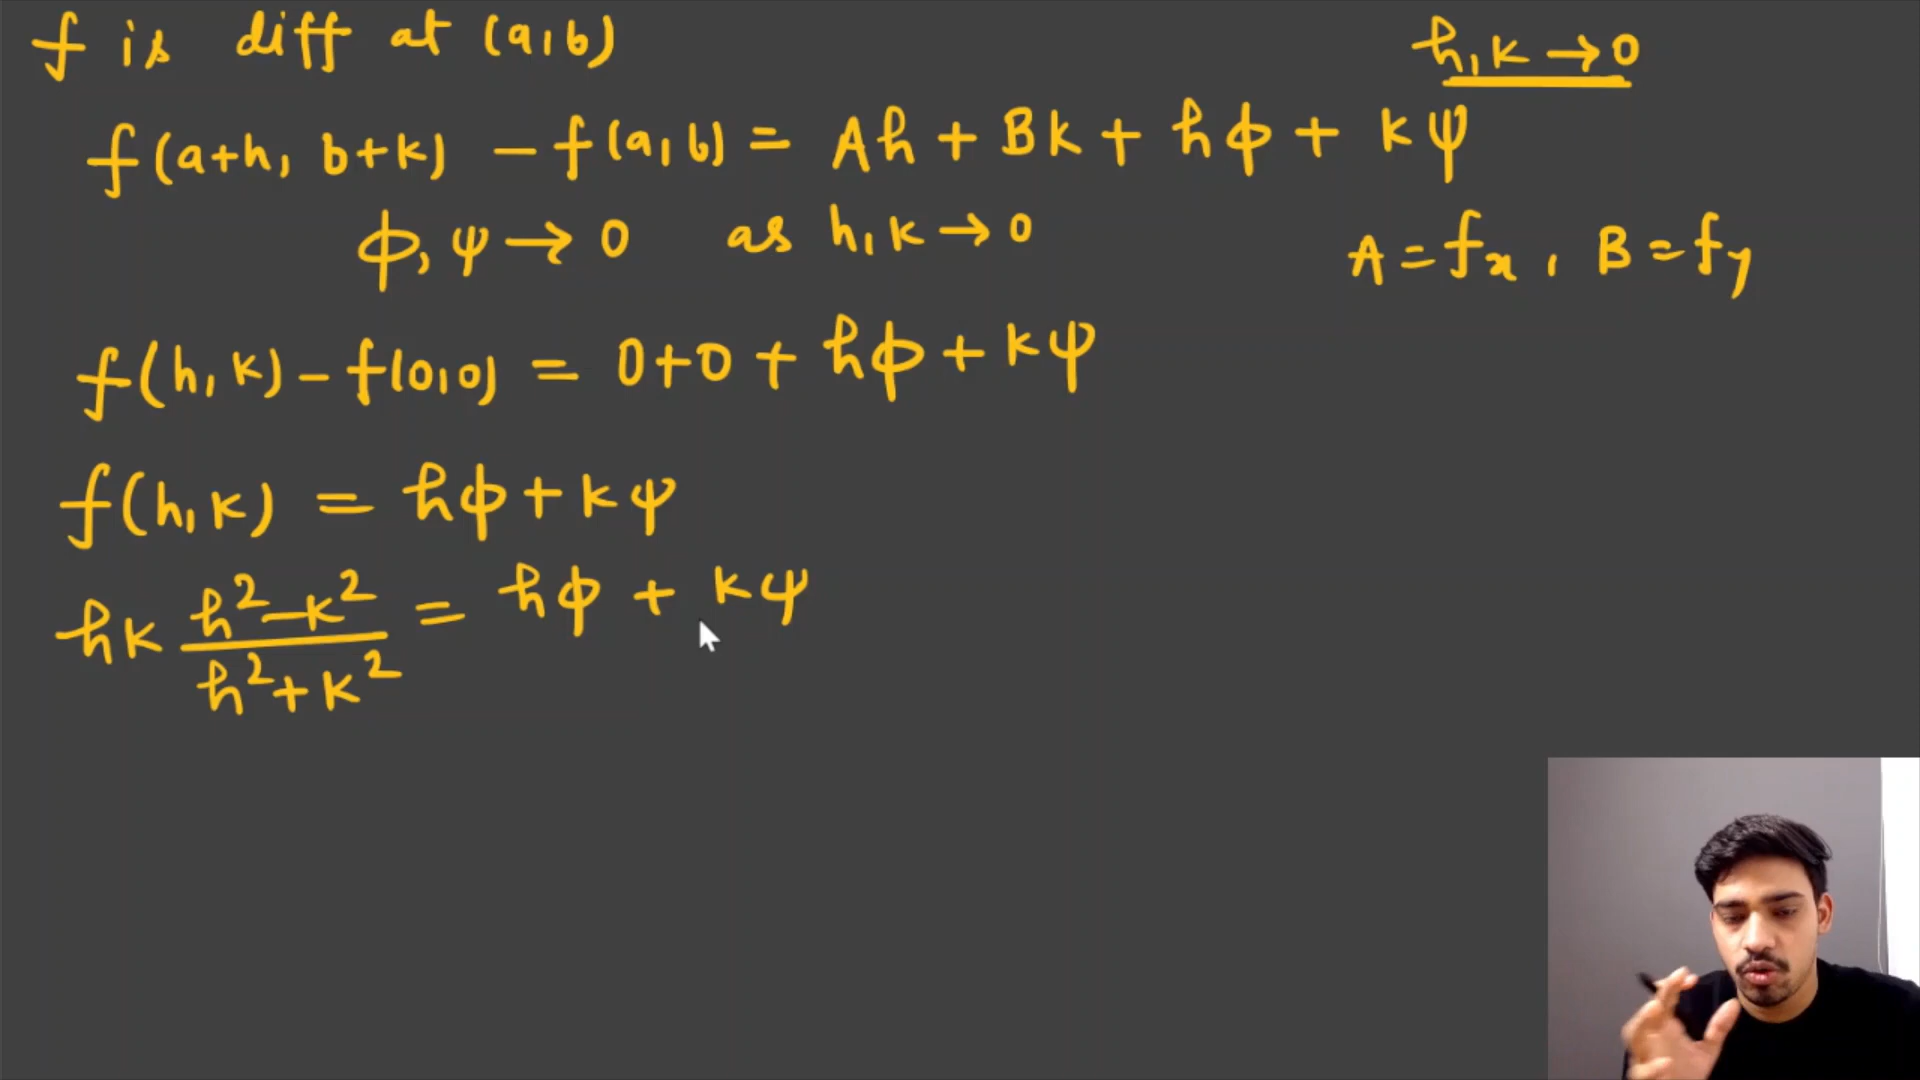 f is diff at (a,b)
h,k → 0
f(a+h, b+k) - f(a,b) = Ah + Bk + hϕ + kψ
ϕ, ψ → 0 as h,k → 0
A = fx , B = fy
f(h,k) - f(0,0) = 0+0 + hϕ + kψ
f(h,k) = hϕ + kψ
hk (h²-k²)/(h²+k²) = hϕ + kψ